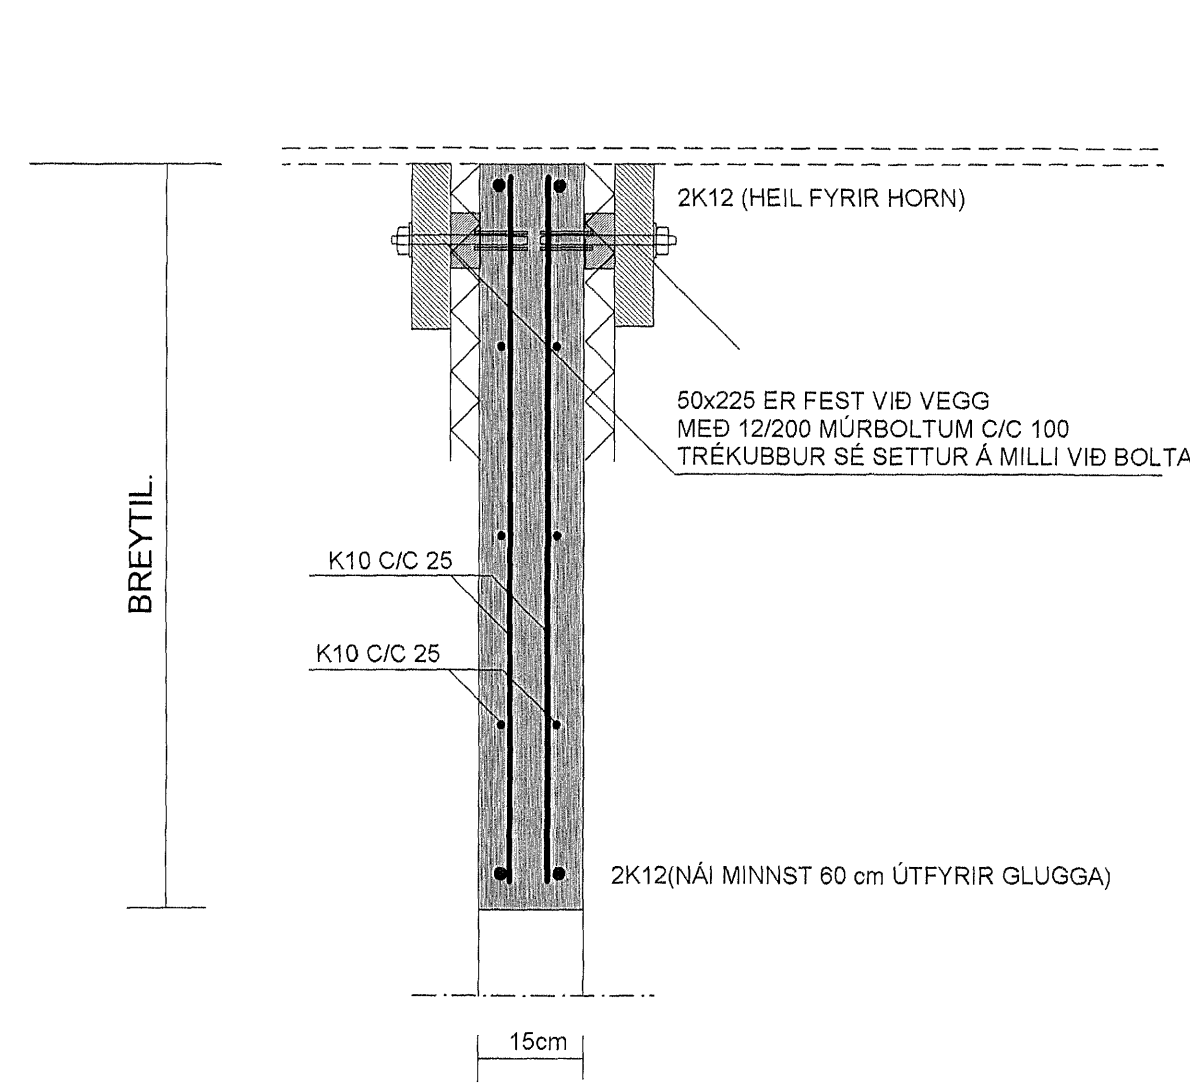 2K12 (HEIL FYRIR HORN)
50x225 ER FEST VIÐ VEGG
MEÐ 12/200 MÚRBOLTUM C/C 100
TRÉKUBBUR SÉ SETTUR Á MILLI VIÐ BOLTA
BREYTIL.
K10 C/C 25
K10 C/C 25
2K12(NÁI MINNST 60 cm ÚTFYRIR GLUGGA)
15cm